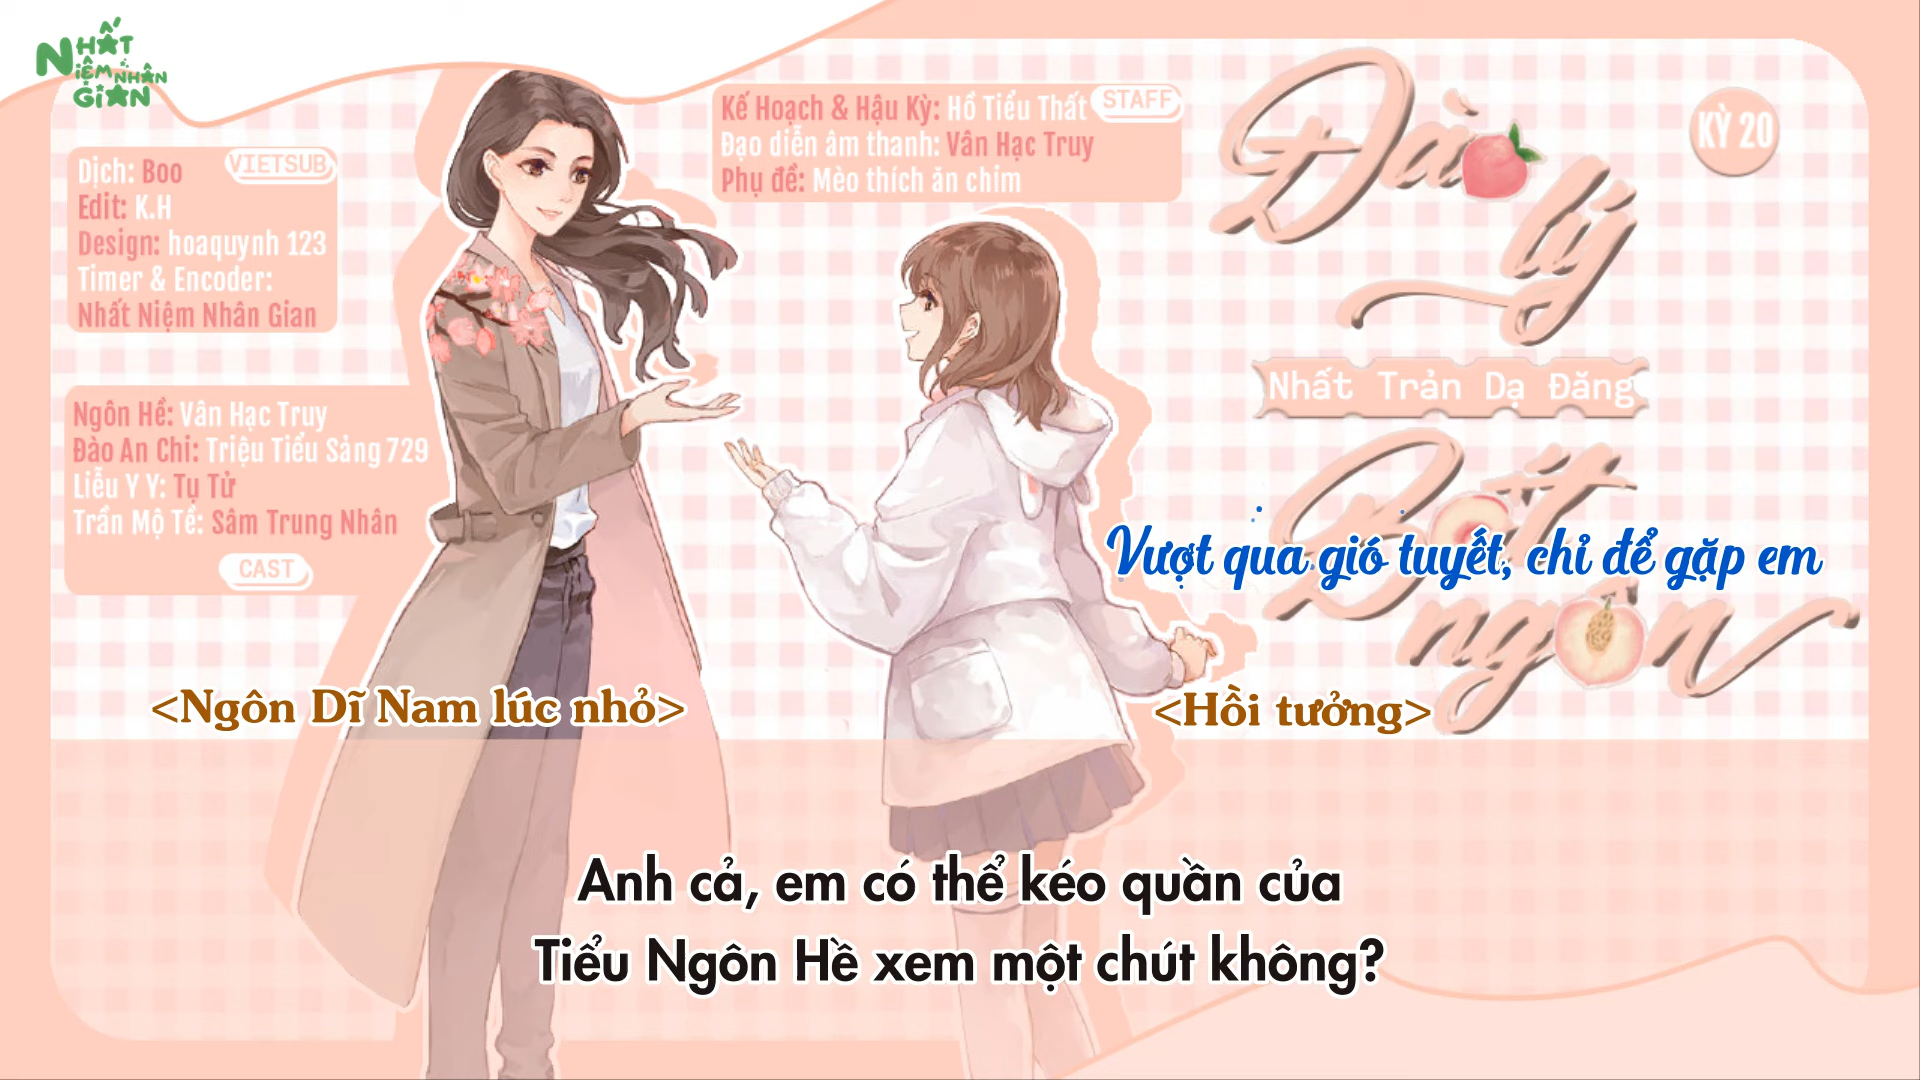 NHẤT
NIỆM NHÂN
GIAN
VIETSUB
Dịch: Boo
Edit: K.H
Design: hoaquynh 123
Timer & Encoder:
Nhất Niệm Nhân Gian
Ngôn Hề: Vân Hạc Truy
Đào An Chi: Triệu Tiểu Sảng 729
Liễu Y Y: Tụ Tử
Trần Mộ Tề: Sâm Trung Nhân
CAST
STAFF
Kế Hoạch & Hậu Kỳ: Hồ Tiểu Thất
Đạo diễn âm thanh: Vân Hạc Truy
Phụ đề: Mèo thích ăn chim
KỲ 20
Đào
lý
Nhất Trản Dạ Đăng
Bất
ngôn
Vượt qua gió tuyết, chỉ để gặp em
<Ngôn Dĩ Nam lúc nhỏ>
<Hồi tưởng>
Anh cả, em có thể kéo quần của
Tiểu Ngôn Hề xem một chút không?